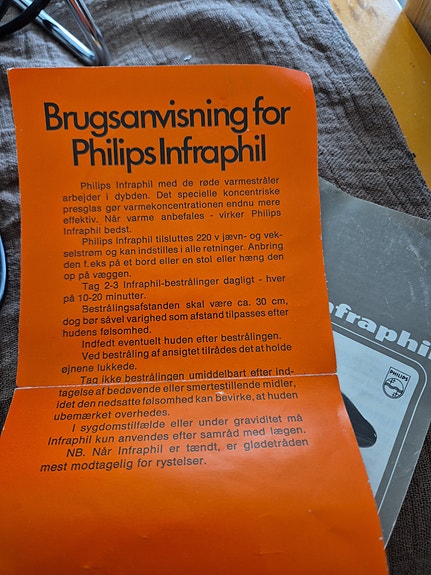 Brugsanvisning for
Philips Infraphil
Philips Infraphil med de røde varmestråler
arbejder i dybden. Det specielle koncentriske
presglas gør varmekoncentrationen endnu mere
effektiv. Når varme anbefales - virker Philips
Infraphil bedst.
Philips Infraphil tilsluttes 220 v jævn- og vek-
selstrøm og kan indstilles i alle retninger. Anbring
den f.eks på et bord eller en stol eller hæng den
op på væggen.
Tag 2-3 Infraphil-bestrålinger dagligt - hver
på 10-20 minutter.
Bestrålingsafstanden skal være ca. 30 cm,
dog bør såvel varighed som afstand tilpasses efter
hudens følsomhed.
Indfedt eventuelt huden efter bestrålingen.
Ved bestråling af ansigtet tilrådes det at holde
øjnene lukkede.
Tag ikke bestrålingen umiddelbart efter ind-
tagelse af bedøvende eller smertestillende midler,
idet den nedsatte følsomhed kan bevirke, at huden
ubemærket overhedes.
I sygdomstilfælde eller under graviditet må
Infraphil kun anvendes efter samråd med lægen.
NB. Når Infraphil er tændt, er glødetråden
mest modtagelig for rystelser.
nfraphil
PHILIPS